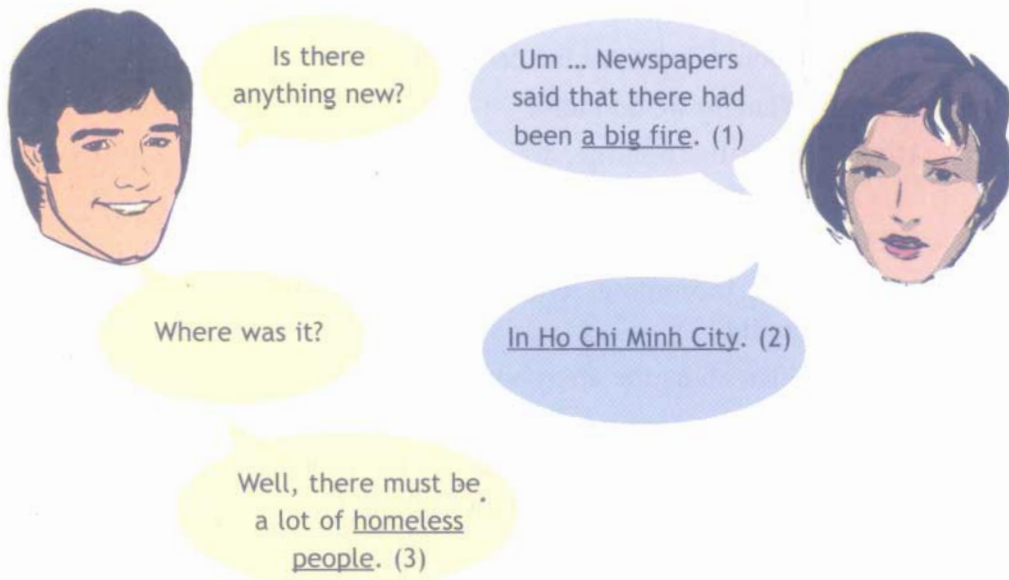 Is there
anything new?
Um ... Newspapers
said that there had
been a big fire. (1)
Where was it?
In Ho Chi Minh City. (2)
Well, there must be
a lot of homeless
people. (3)